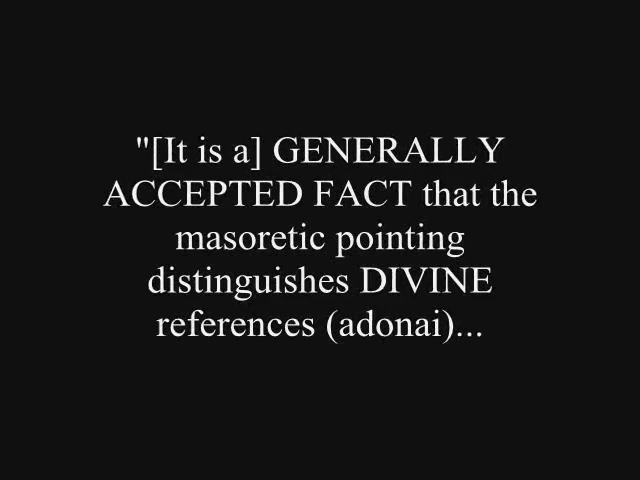 "[It is a] GENERALLY
ACCEPTED FACT that the
masoretic pointing
distinguishes DIVINE
references (adonai)...